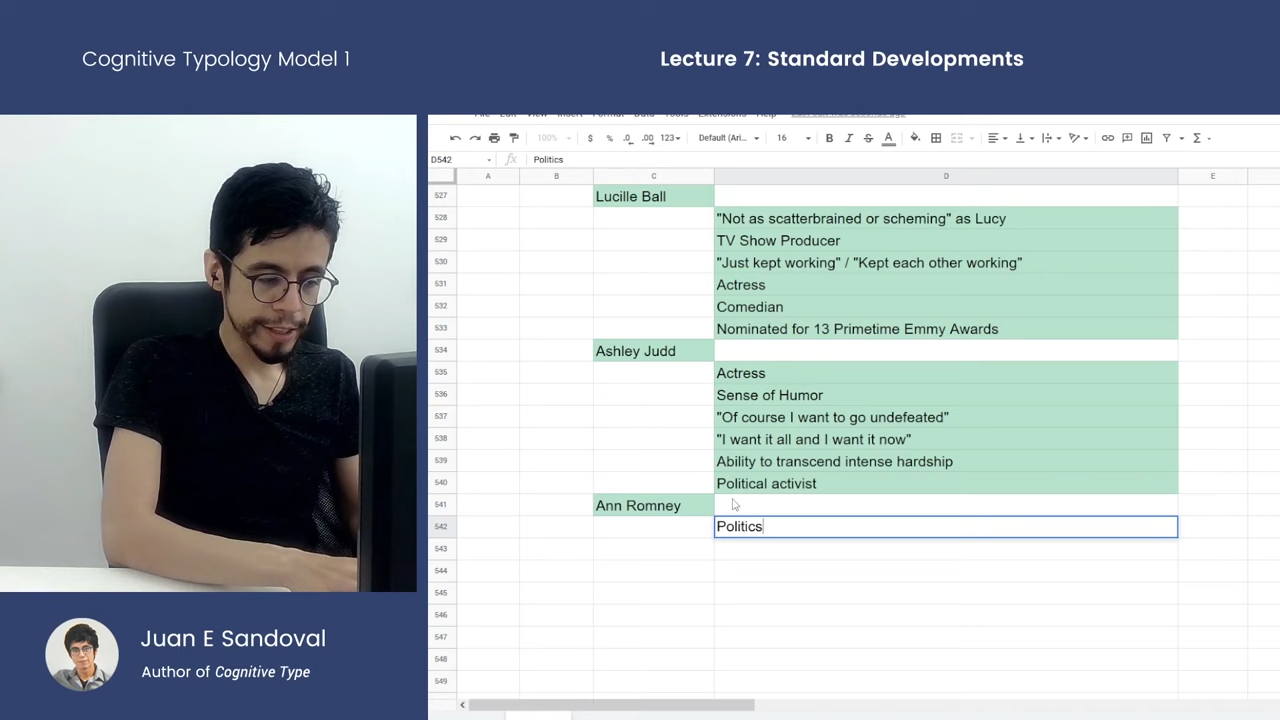 Cognitive Typology Model 1
Lecture 7: Standard Developments
100%
$
%
.0
.00
123
Default (Ari...
16
B
I
S
A
Σ
D542
fx
Politics
A
B
C
D
E
527
Lucille Ball
528
"Not as scatterbrained or scheming" as Lucy
529
TV Show Producer
530
"Just kept working" / "Kept each other working"
531
Actress
532
Comedian
533
Nominated for 13 Primetime Emmy Awards
534
Ashley Judd
535
Actress
536
Sense of Humor
537
"Of course I want to go undefeated"
538
"I want it all and I want it now"
539
Ability to transcend intense hardship
540
Political activist
541
Ann Romney
542
Politics
543
544
545
546
547
548
549
Juan E Sandoval
Author of Cognitive Type